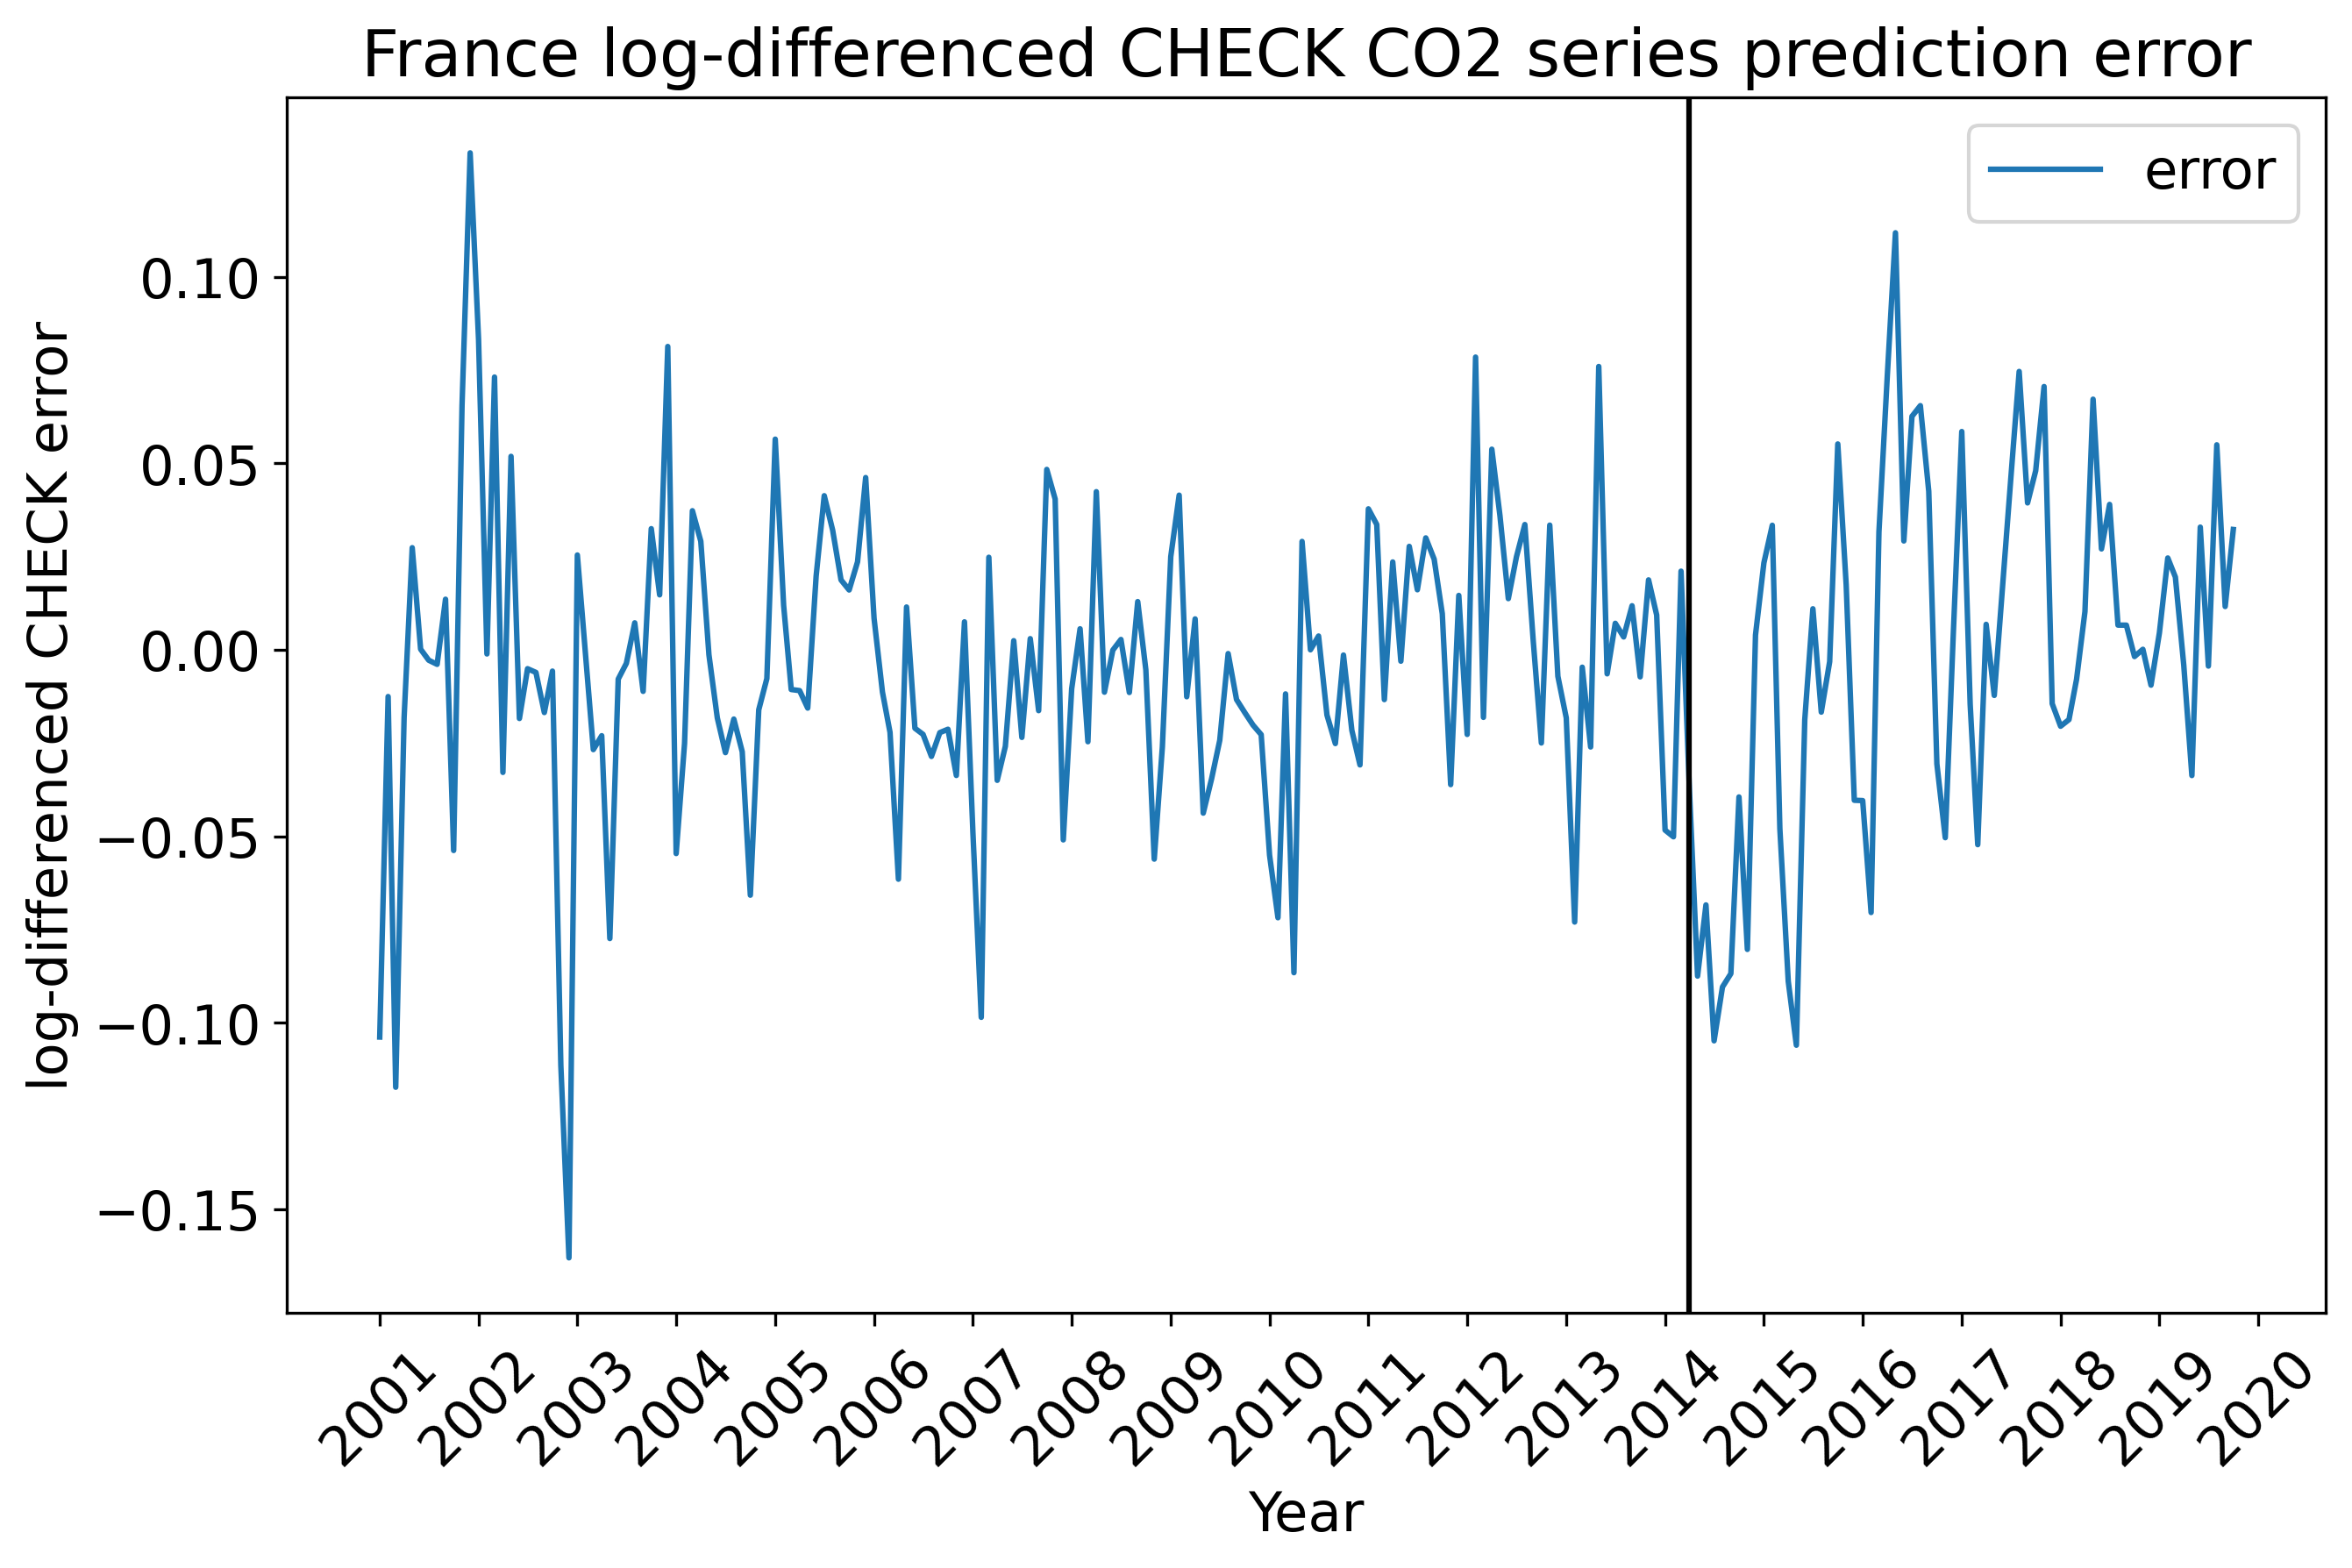 France log-differenced CHECK CO2 series prediction error
error
log-differenced CHECK error
0.10
0.05
0.00
−0.05
−0.10
−0.15
2001 2002 2003 2004 2005 2006 2007 2008 2009 2010 2011 2012 2013 2014 2015 2016 2017 2018 2019 2020
Year